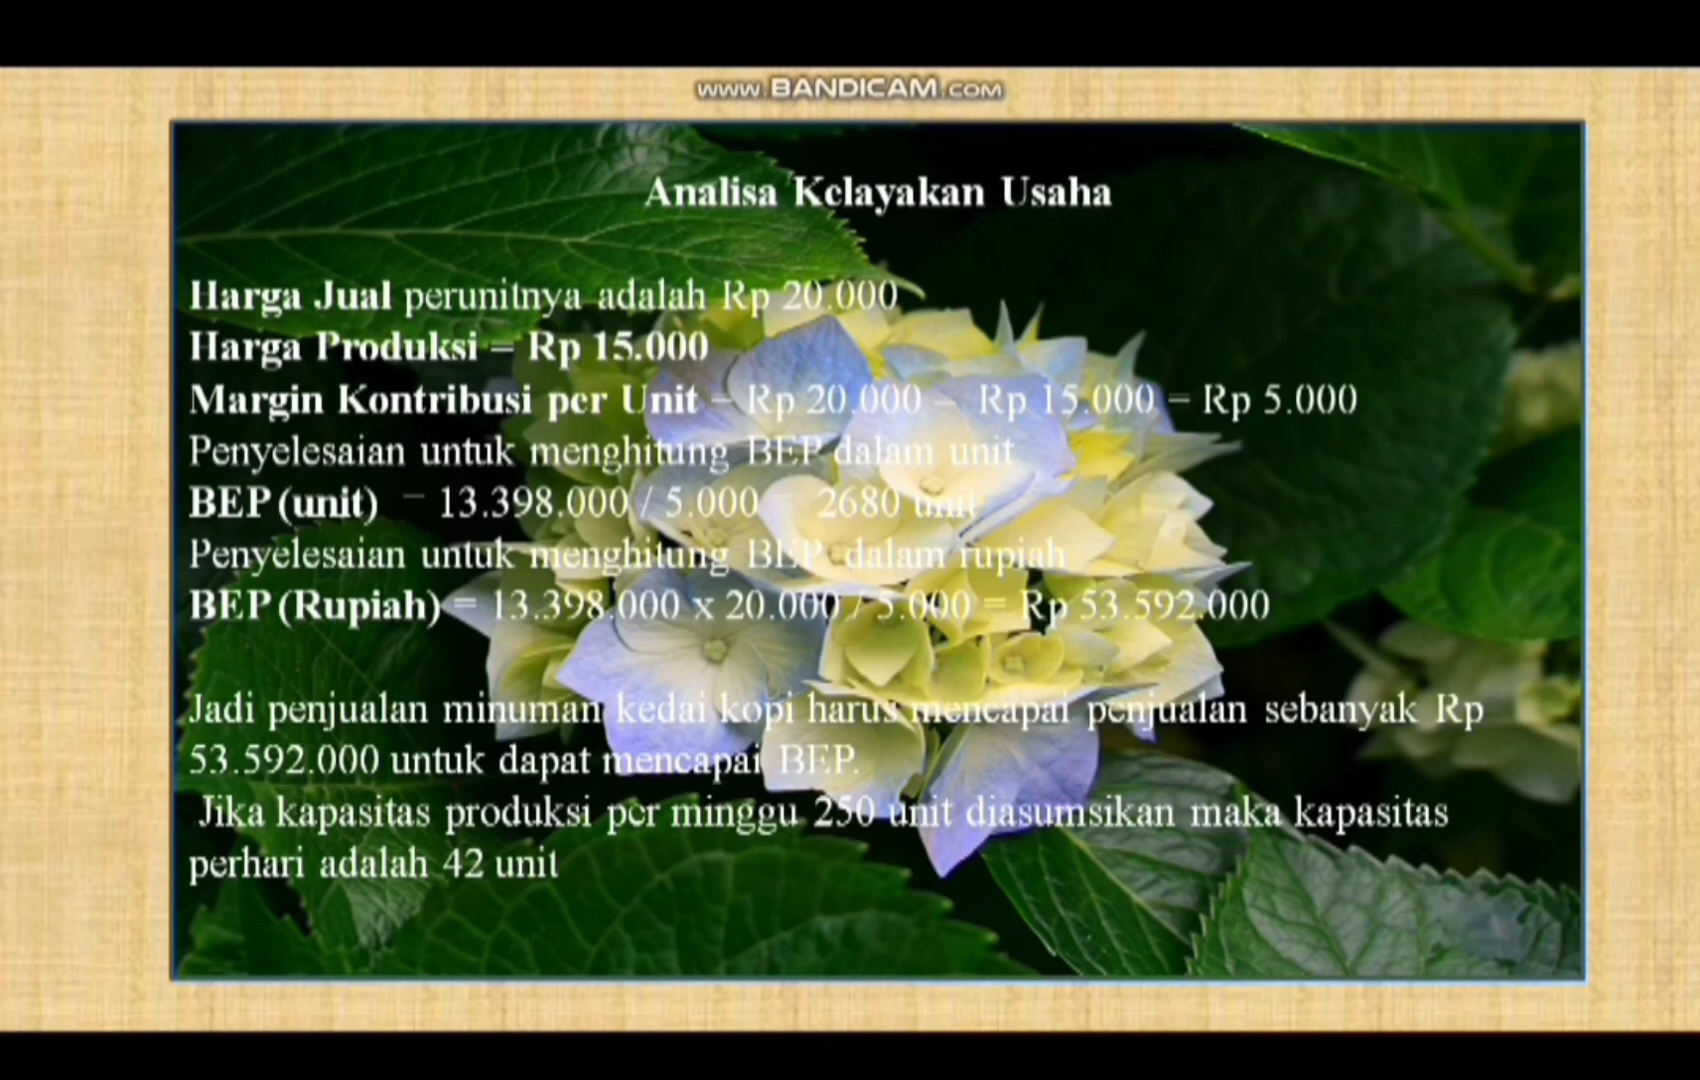 www.BANDICAM.com
Analisa Kelayakan Usaha
Harga Jual perunitnya adalah Rp 20.000
Harga Produksi = Rp 15.000
Margin Kontribusi per Unit = Rp 20.000 – Rp 15.000 = Rp 5.000
Penyelesaian untuk menghitung BEP dalam unit
BEP (unit) = 13.398.000 / 5.000 = 2680 unit
Penyelesaian untuk menghitung BEP dalam rupiah
BEP (Rupiah) = 13.398.000 x 20.000 / 5.000 = Rp 53.592.000
Jadi penjualan minuman kedai kopi harus mencapai penjualan sebanyak Rp
53.592.000 untuk dapat mencapai BEP.
Jika kapasitas produksi per minggu 250 unit diasumsikan maka kapasitas
perhari adalah 42 unit